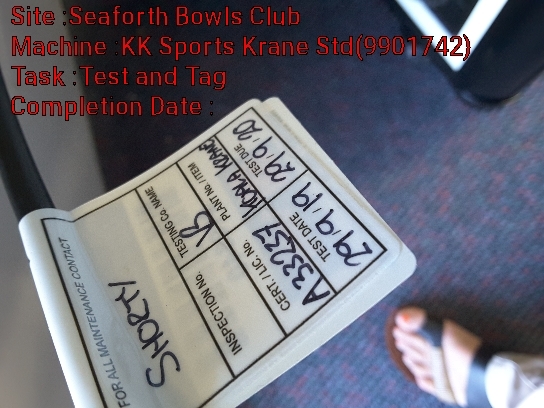 Site :Seaforth Bowls Club
Machine :KK Sports Krane Std(9901742)
Task :Test and Tag
Completion Date :
FOR ALL MAINTENANCE CONTACT
SHORTY
TESTING Co. NAME
VB
PLANT No / ITEM
TEST DUE
29/9/20
INSPECTION No.
CERT. / LIC. No.
A33237
TEST DATE
29/9/19